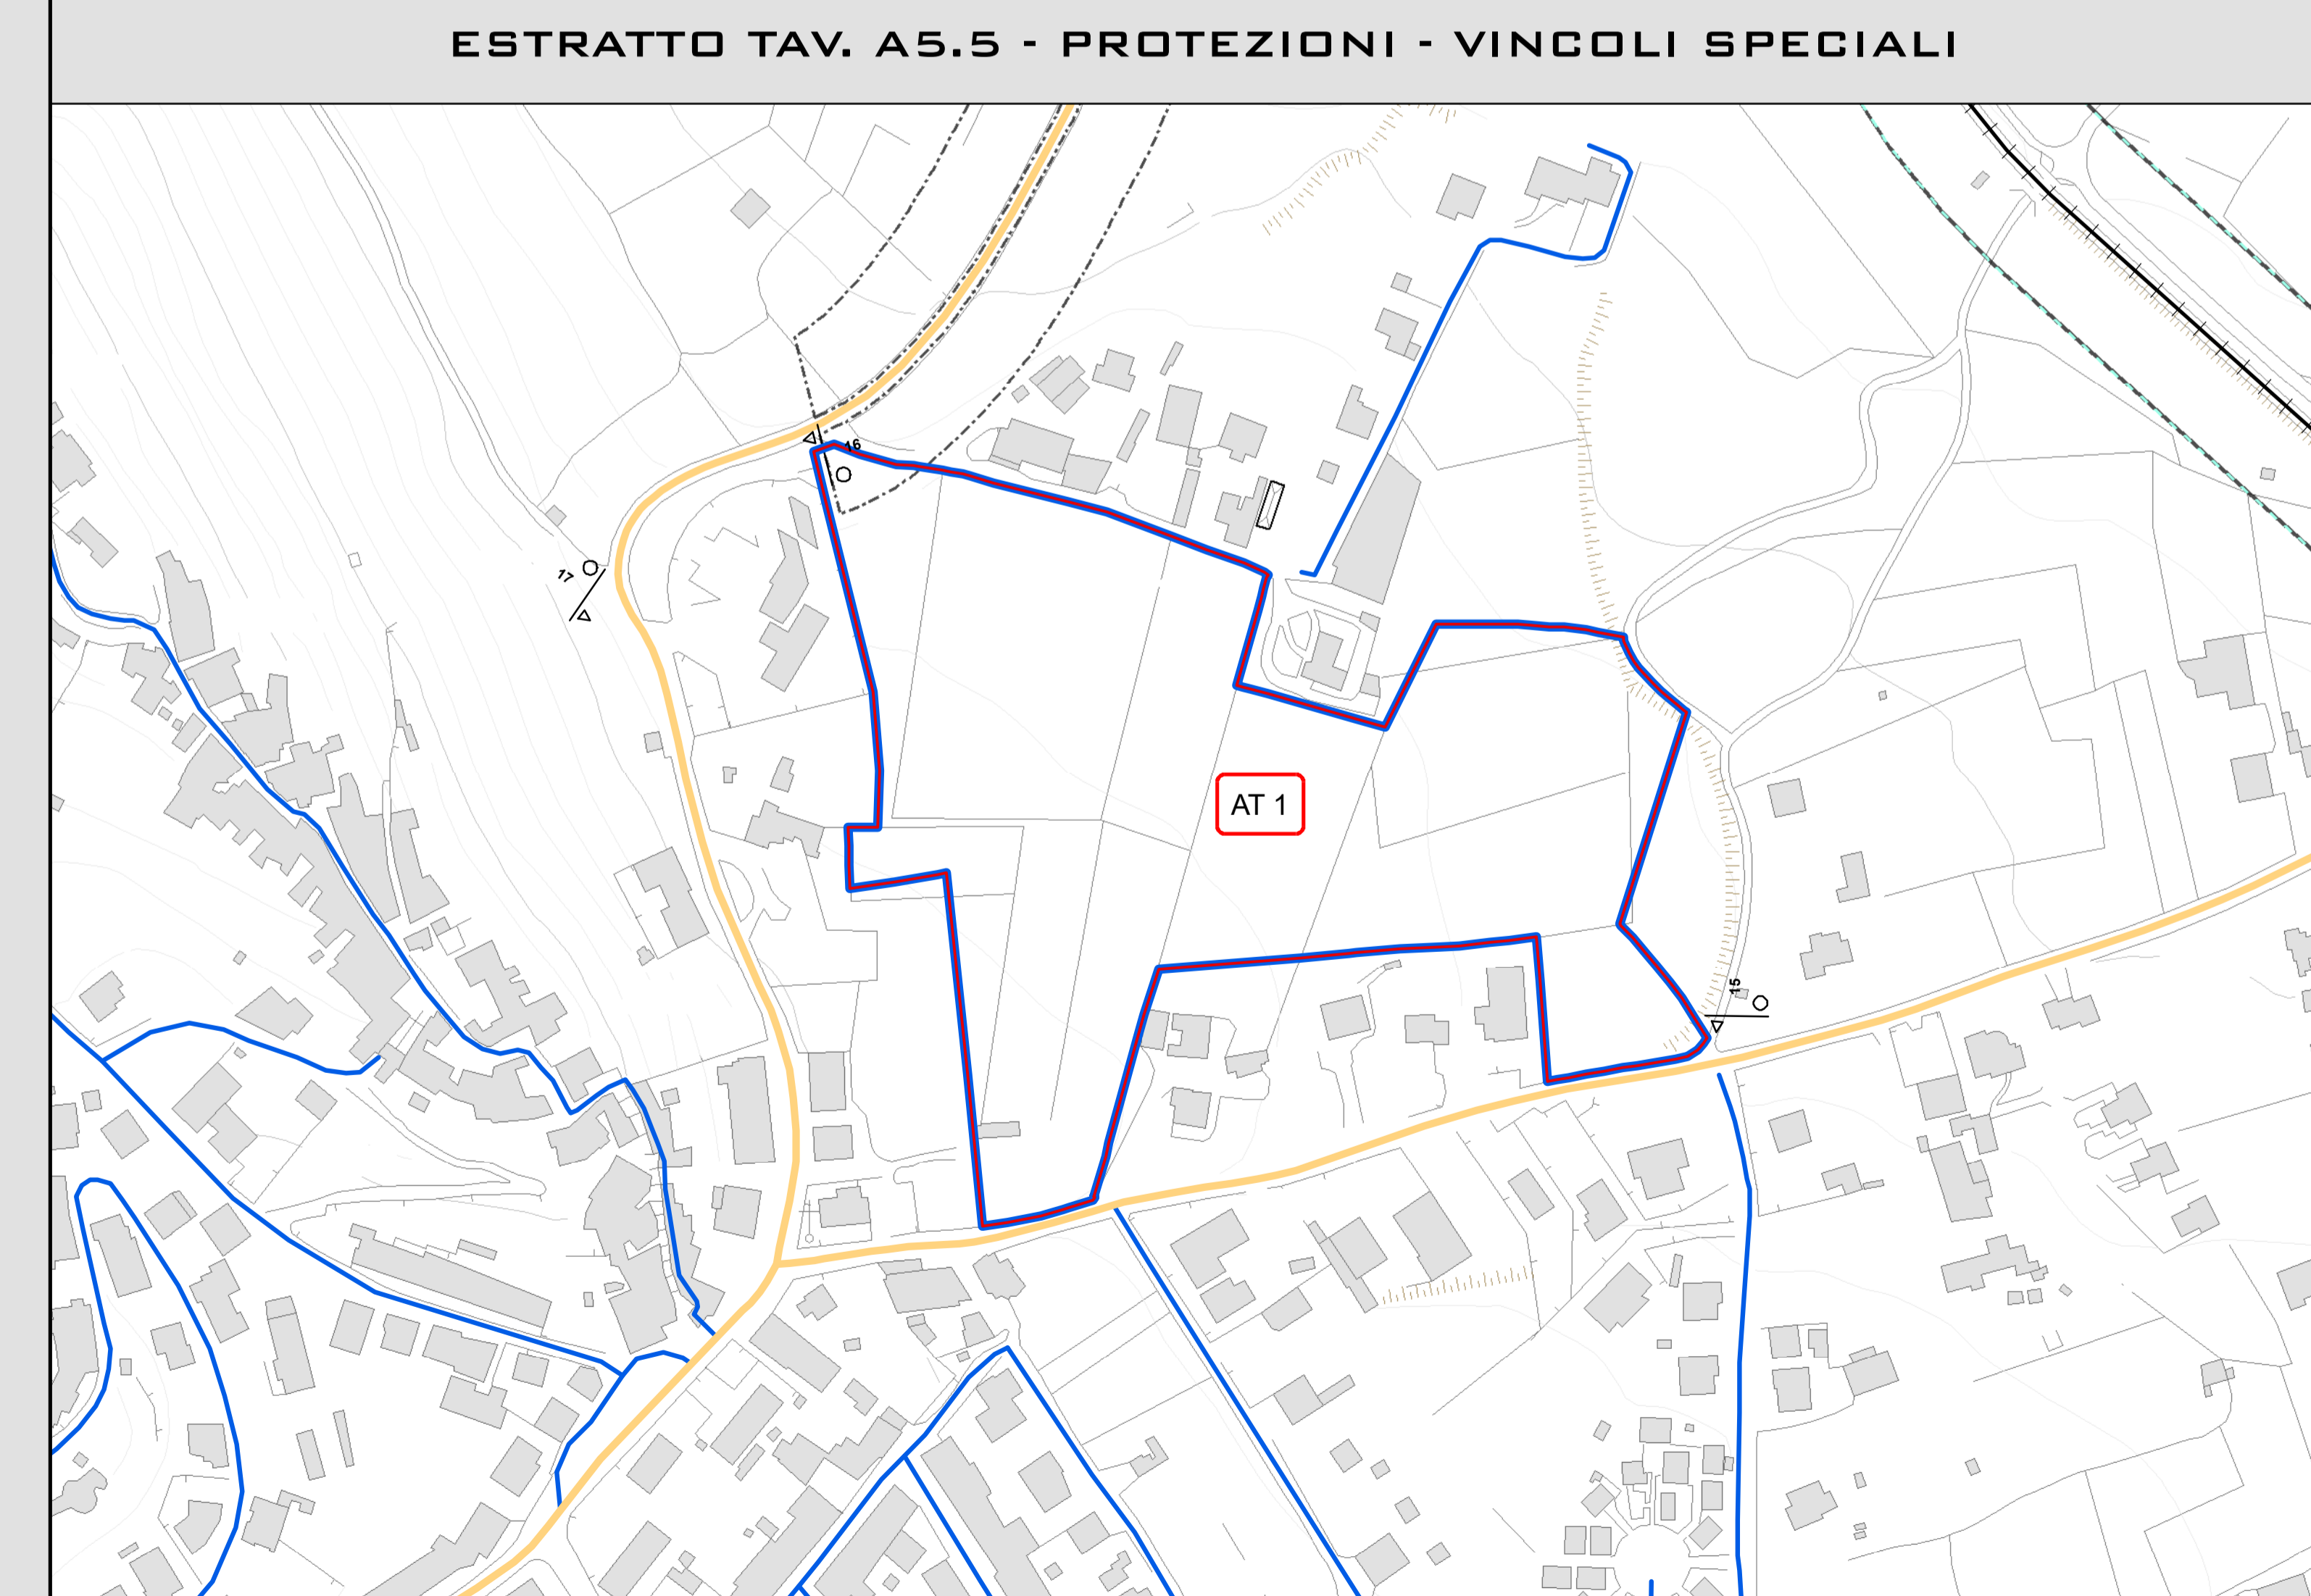 ESTRATTO TAV. A5.5 - PROTEZIONI - VINCOLI SPECIALI
16
17
AT 1
15